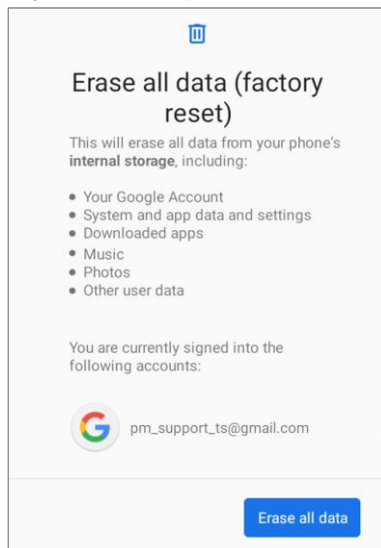 Erase all data (factory
reset)
This will erase all data from your phone's
internal storage, including:
• Your Google Account
• System and app data and settings
• Downloaded apps
• Music
• Photos
• Other user data
You are currently signed into the
following accounts:
G pm_support_ts@gmail.com
Erase all data